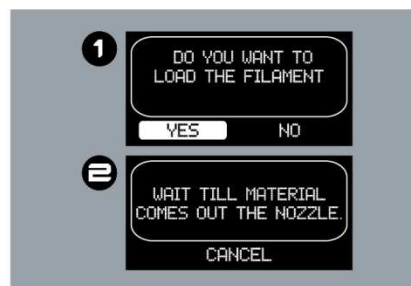 1
DO YOU WANT TO
LOAD THE FILAMENT
YES NO
2
WAIT TILL MATERIAL
COMES OUT THE NOZZLE.
CANCEL